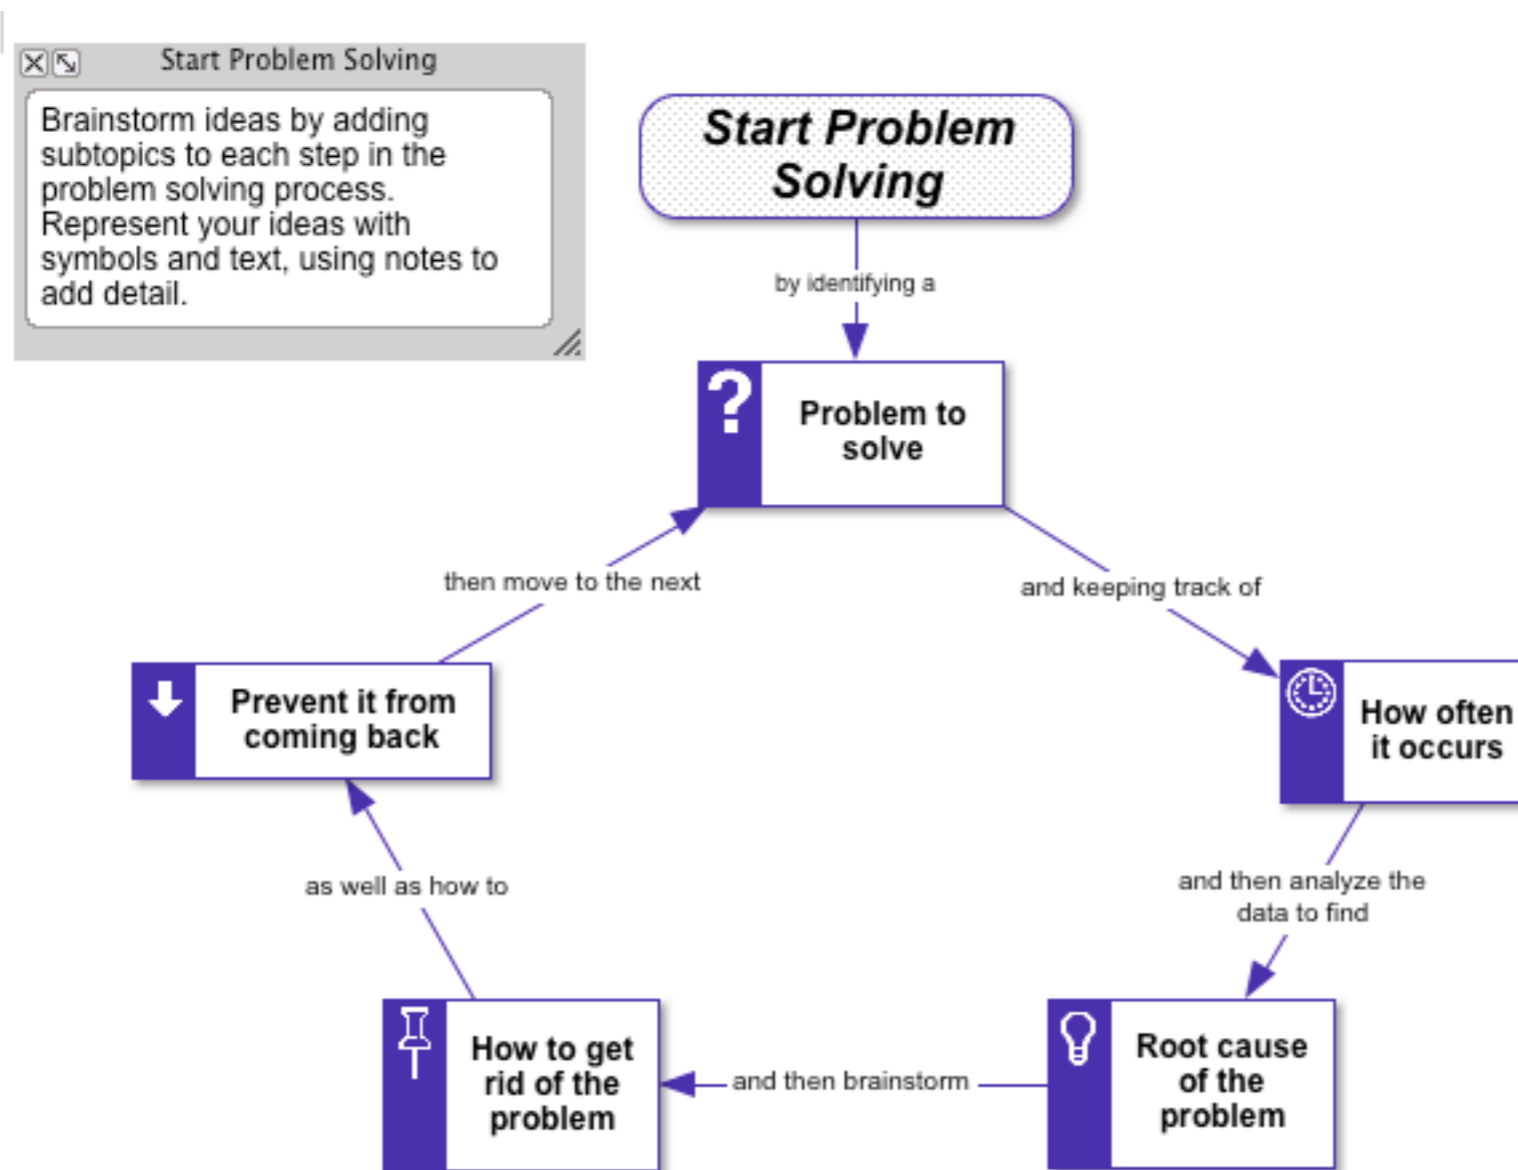 Start Problem Solving
Brainstorm ideas by adding
subtopics to each step in the
problem solving process.
Represent your ideas with
symbols and text, using notes to
add detail.
Start Problem
Solving
by identifying a
?
Problem to
solve
and keeping track of
How often
it occurs
and then analyze the
data to find
Root cause
of the
problem
and then brainstorm
How to get
rid of the
problem
as well as how to
Prevent it from
coming back
then move to the next